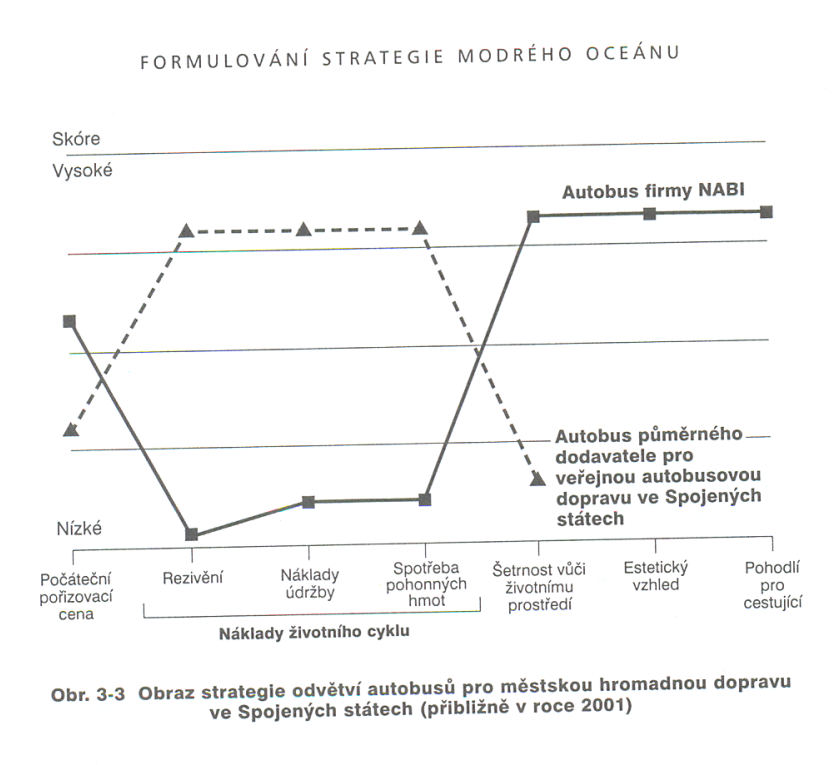 FORMULOVÁNÍ STRATEGIE MODRÉHO OCEÁNU
Skóre
Vysoké
Autobus firmy NABI
Autobus půměrného
dodavatele pro
veřejnou autobusovou
dopravu ve Spojených
státech
Nízké
Počáteční
pořizovací
cena
Rezivění
Náklady
údržby
Spotřeba
pohonných
hmot
Šetrnost vůči
životnímu
prostředí
Estetický
vzhled
Pohodlí
pro
cestující
Náklady životního cyklu
Obr. 3-3 Obraz strategie odvětví autobusů pro městskou hromadnou dopravu
ve Spojených státech (přibližně v roce 2001)